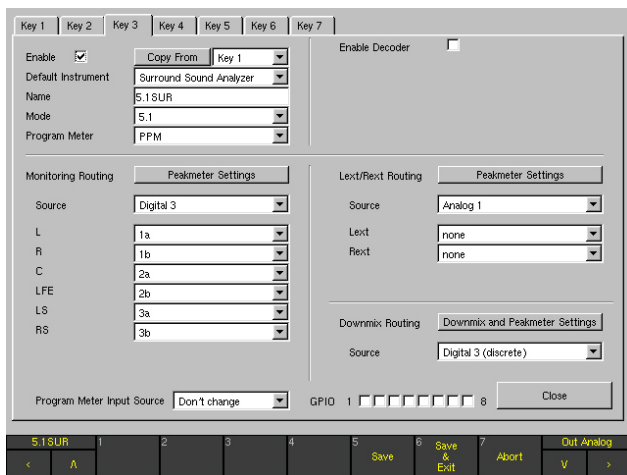 Key 1 Key 2 Key 3 Key 4 Key 5 Key 6 Key 7
Enable Copy From Key 1 Enable Decoder
Default Instrument Surround Sound Analyzer
Name 5.1SUR
Mode 5.1
Program Meter PPM
Monitoring Routing Peakmeter Settings Lext/Rext Routing Peakmeter Settings
Source Digital 3 Source Analog 1
L 1a Lext none
R 1b Rext none
C 2a
LFE 2b
LS 3a
RS 3b
Downmix Routing Downmix and Peakmeter Settings
Source Digital 3 (discrete)
Program Meter Input Source Don't change GPIO 1 8 Close
5.1SUR 1 2 3 4 5 Save 6 Save & Exit 7 Abort Out Analog
< Λ V >